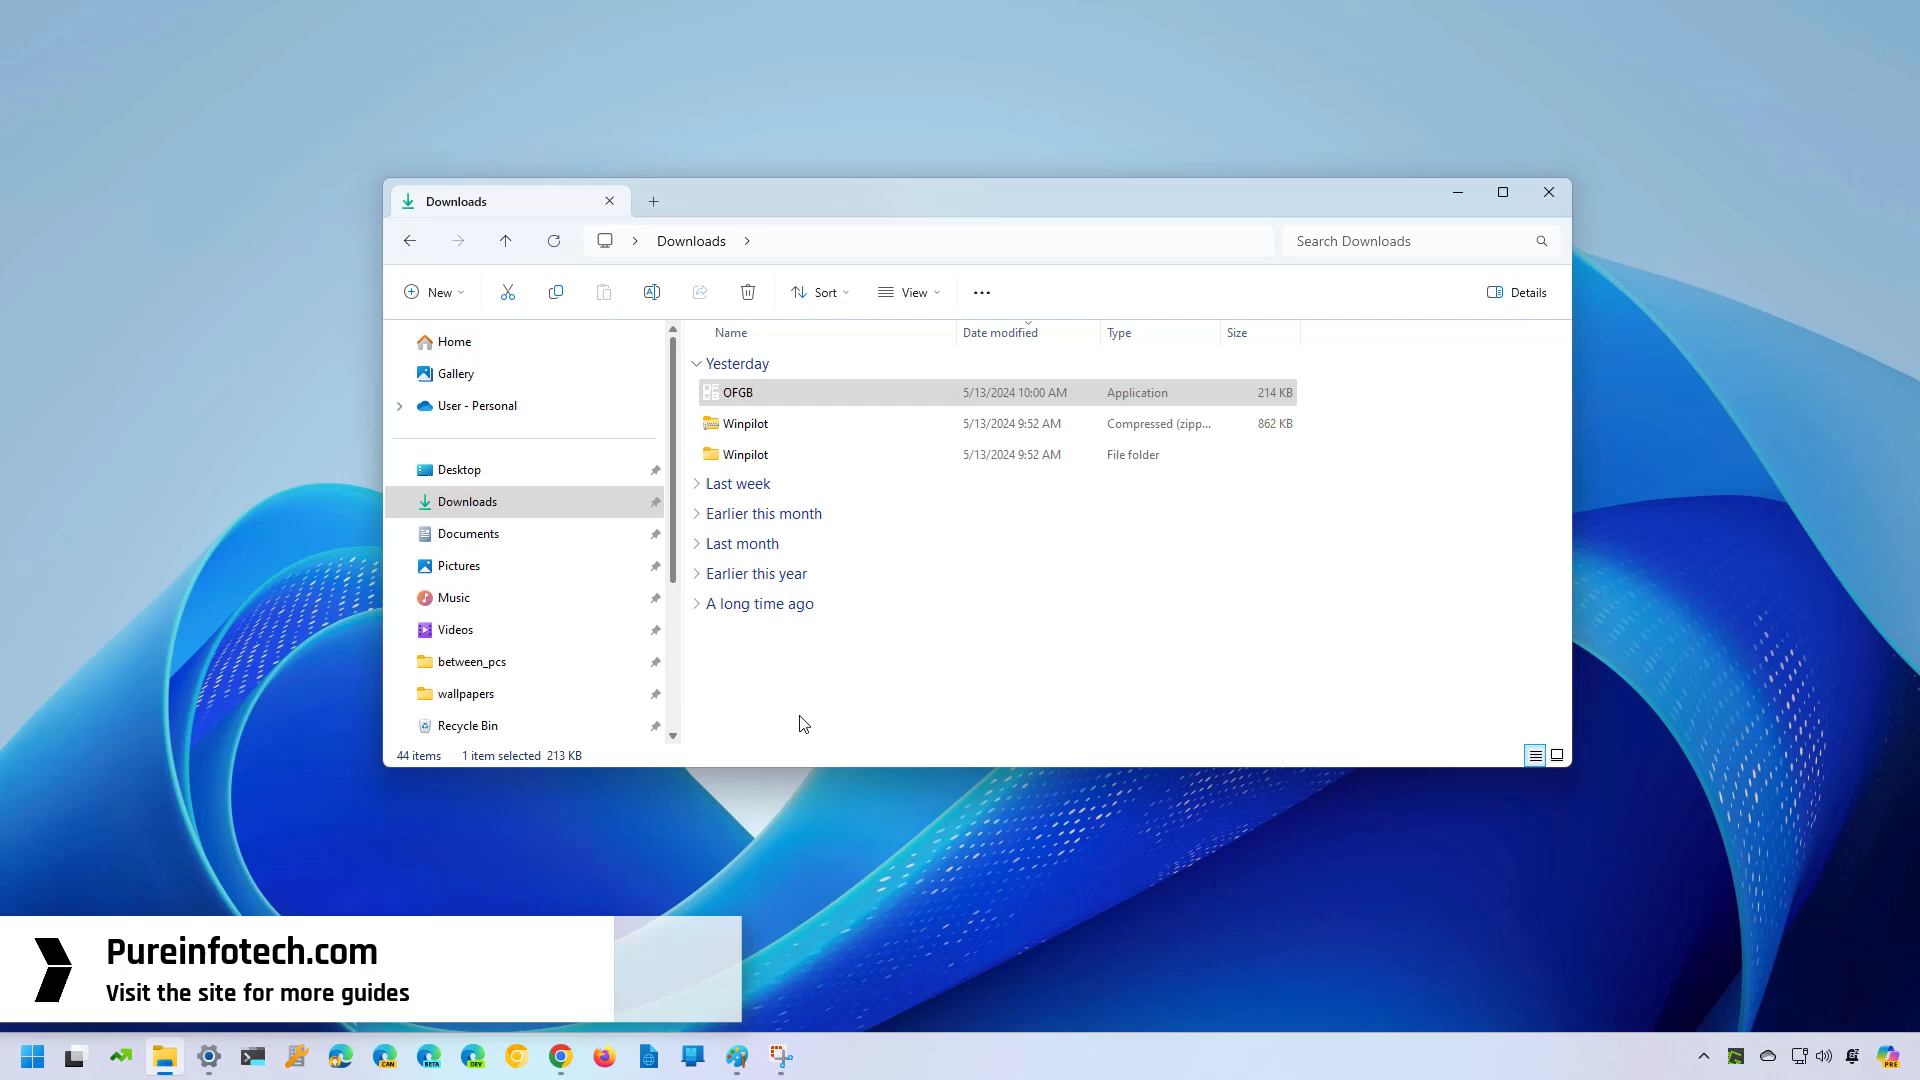 Downloads
Downloads
Search Downloads
New
Sort
View
Details
Home
Gallery
User - Personal
Desktop
Downloads
Documents
Pictures
Music
Videos
between_pcs
wallpapers
Recycle Bin
Name Date modified Type Size
Yesterday
OFGB 5/13/2024 10:00 AM Application 214 KB
Winpilot 5/13/2024 9:52 AM Compressed (zipp... 862 KB
Winpilot 5/13/2024 9:52 AM File folder
Last week
Earlier this month
Last month
Earlier this year
A long time ago
44 items 1 item selected 213 KB
Pureinfotech.com
Visit the site for more guides
CAN
BETA
DEV
PRE